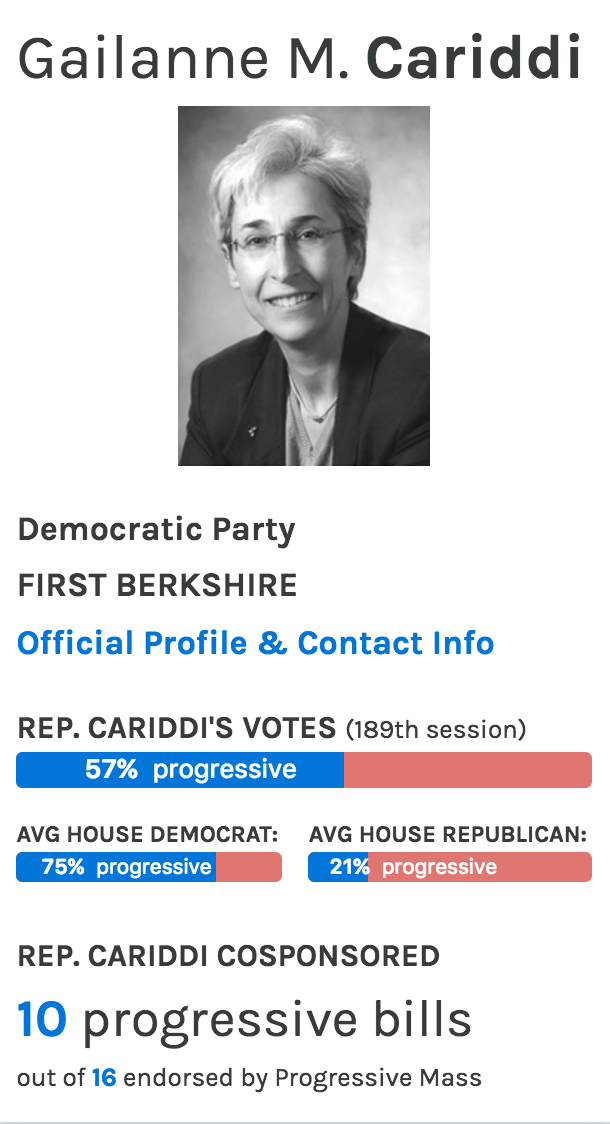 Gailanne M. Cariddi
Democratic Party
FIRST BERKSHIRE
Official Profile & Contact Info
REP. CARIDDI'S VOTES (189th session)
57% progressive
AVG HOUSE DEMOCRAT:
75% progressive
AVG HOUSE REPUBLICAN:
21% progressive
REP. CARIDDI COSPONSORED
10 progressive bills
out of 16 endorsed by Progressive Mass